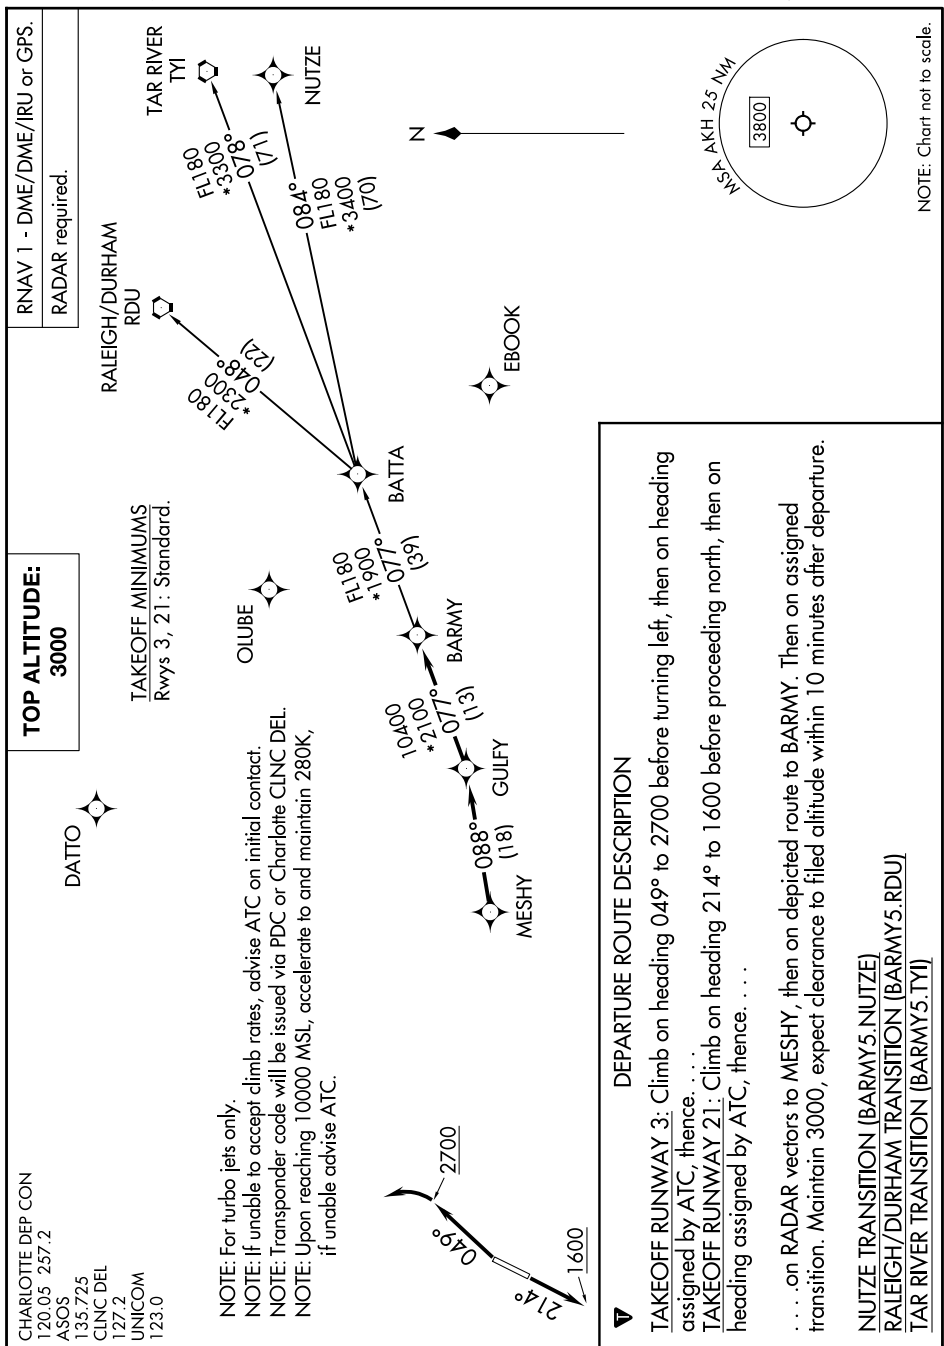 CHARLOTTE DEP CON
120.05 257.2
ASOS
135.725
CLNC DEL
127.2
UNICOM
123.0
TOP ALTITUDE:
3000
RNAV 1 - DME/DME/IRU or GPS.
RADAR required.
TAKEOFF MINIMUMS
Rwys 3, 21: Standard.
DATTO
OLUBE
RALEIGH/DURHAM
RDU
TAR RIVER
TYI
NUTZE
FL180
*2300
048°
(22)
FL180
*3300
078°
(71)
084°
FL180
*3400
(70)
N
NOTE: For turbo jets only.
NOTE: If unable to accept climb rates, advise ATC on initial contact.
NOTE: Transponder code will be issued via PDC or Charlotte CLNC DEL.
NOTE: Upon reaching 10000 MSL, accelerate to and maintain 280K,
if unable advise ATC.
MESHY
088°
(18)
GULFY
10400
*2100
077°
(13)
BARMY
FL180
*1900
077°
(39)
BATTA
EBOOK
049°
2700
214°
1600
MSA AKH 25 NM
3800
NOTE: Chart not to scale.
DEPARTURE ROUTE DESCRIPTION
T
TAKEOFF RUNWAY 3: Climb on heading 049° to 2700 before turning left, then on heading
assigned by ATC, thence. . . .
TAKEOFF RUNWAY 21: Climb on heading 214° to 1600 before proceeding north, then on
heading assigned by ATC, thence. . . .
. . . .on RADAR vectors to MESHY, then on depicted route to BARMY. Then on assigned
transition. Maintain 3000, expect clearance to filed altitude within 10 minutes after departure.
NUTZE TRANSITION (BARMY5.NUTZE)
RALEIGH/DURHAM TRANSITION (BARMY5.RDU)
TAR RIVER TRANSITION (BARMY5.TYI)